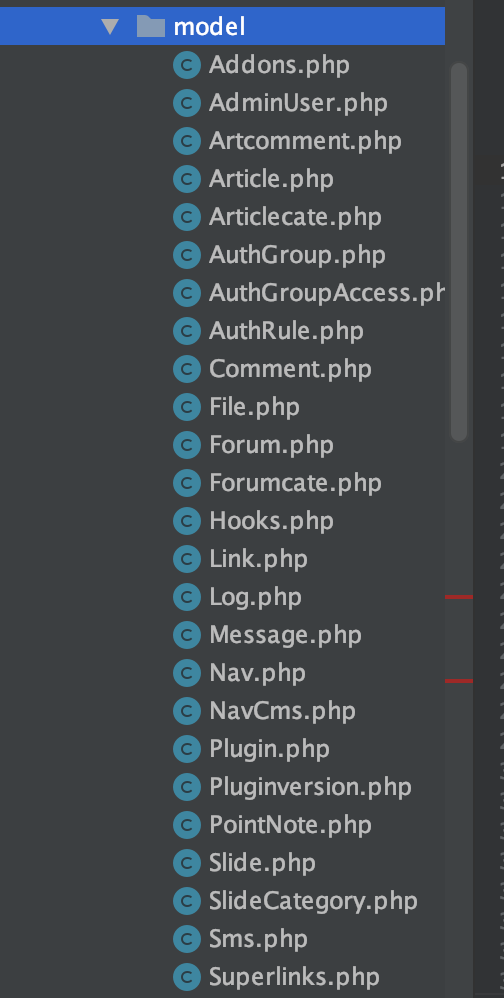 model
Addons.php
AdminUser.php
Artcomment.php
Article.php
Articlecate.php
AuthGroup.php
AuthGroupAccess.ph
AuthRule.php
Comment.php
File.php
Forum.php
Forumcate.php
Hooks.php
Link.php
Log.php
Message.php
Nav.php
NavCms.php
Plugin.php
Pluginversion.php
PointNote.php
Slide.php
SlideCategory.php
Sms.php
Superlinks.php